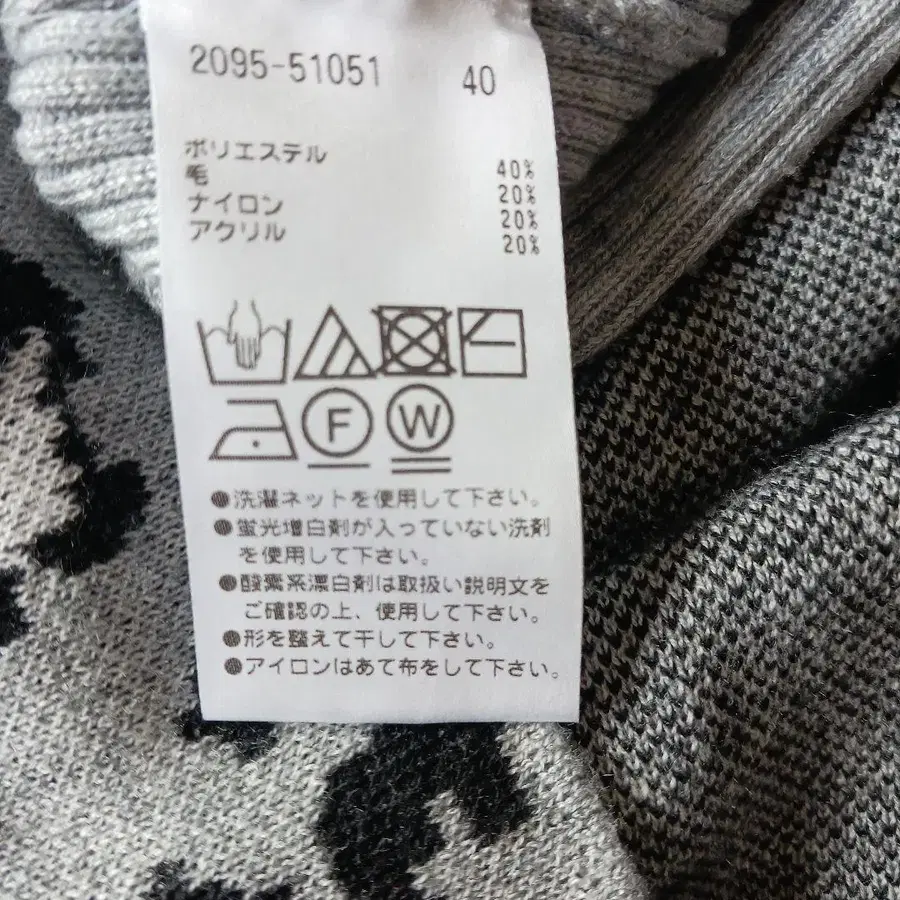 2095-51051 40
ポリエステル 40%
毛 20%
ナイロン 20%
アクリル 20%
F W
●洗濯ネットを使用して下さい。
●蛍光増白剤が入っていない洗剤
を使用して下さい。
●酸素系漂白剤は取扱い説明文を
ご確認の上、使用して下さい。
●形を整えて干して下さい。
●アイロンはあて布をして下さい。